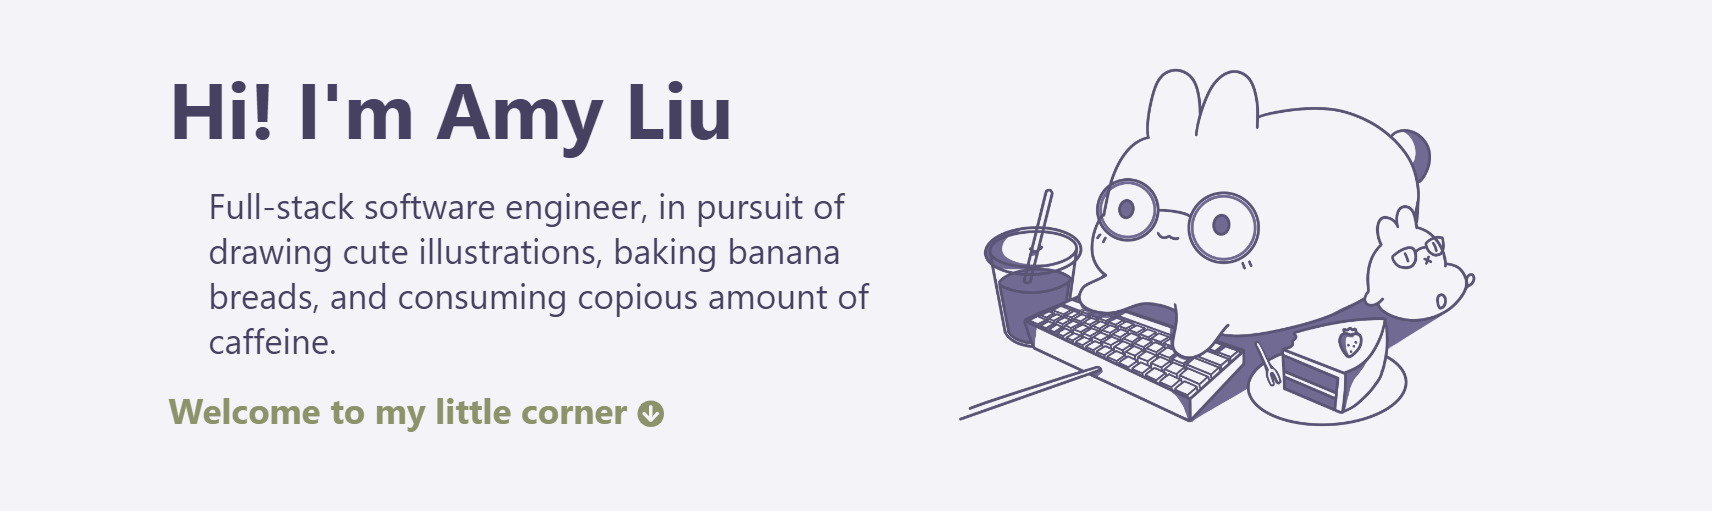 Hi! I'm Amy Liu
Full-stack software engineer, in pursuit of
drawing cute illustrations, baking banana
breads, and consuming copious amount of
caffeine.
Welcome to my little corner